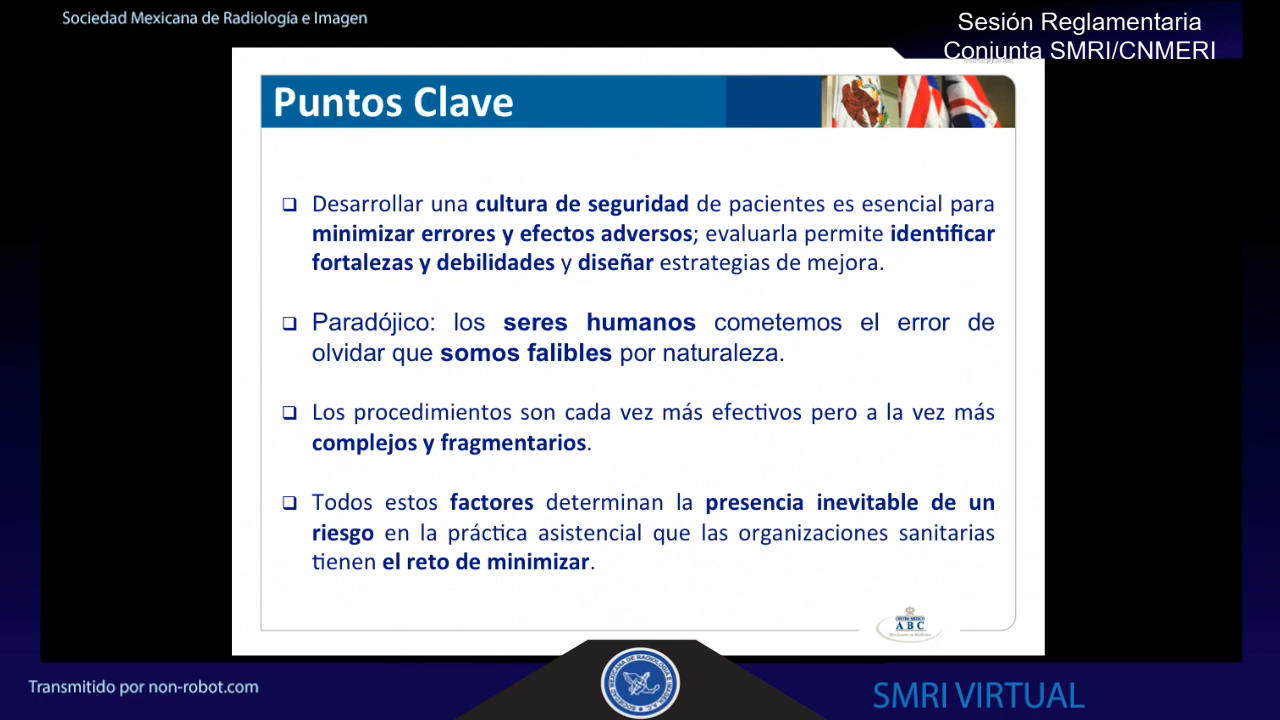 Sociedad Mexicana de Radiología e Imagen
Sesión Reglamentaria
Conjunta SMRI/CNMERI
Puntos Clave
Desarrollar una cultura de seguridad de pacientes es esencial para
minimizar errores y efectos adversos; evaluarla permite identificar
fortalezas y debilidades y diseñar estrategias de mejora.
Paradójico: los seres humanos cometemos el error de
olvidar que somos falibles por naturaleza.
Los procedimientos son cada vez más efectivos pero a la vez más
complejos y fragmentarios.
Todos estos factores determinan la presencia inevitable de un
riesgo en la práctica asistencial que las organizaciones sanitarias
tienen el reto de minimizar.
CENTRO MÉDICO
ABC
Transmitido por non-robot.com
SMRI VIRTUAL